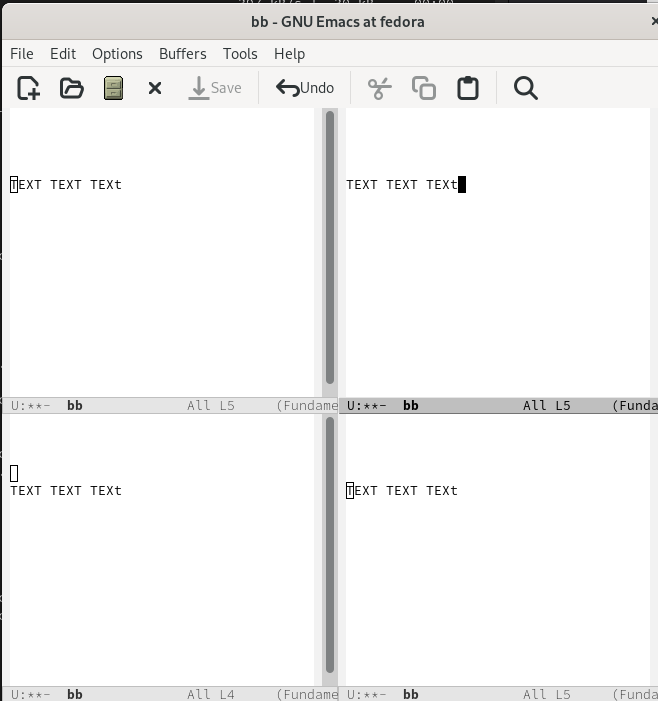 bb - GNU Emacs at fedora
File Edit Options Buffers Tools Help
Save Undo
TEXT TEXT TEXt
TEXT TEXT TEXt
U:**- bb All L5 (Fundame
U:**- bb All L5 (Funda
TEXT TEXT TEXt
TEXT TEXT TEXt
U:**- bb All L4 (Fundame
U:**- bb All L5 (Funda